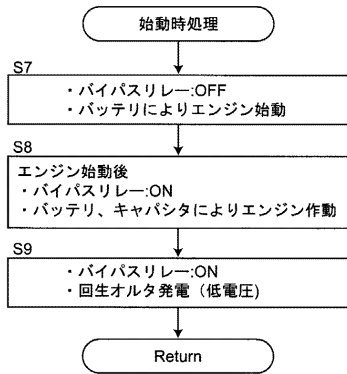 始動時処理
S7
・バイパスリレー:OFF
・バッテリによりエンジン始動
S8
エンジン始動後
・バイパスリレー:ON
・バッテリ、キャパシタによりエンジン作動
S9
・バイパスリレー:ON
・回生オルタ発電（低電圧)
Return